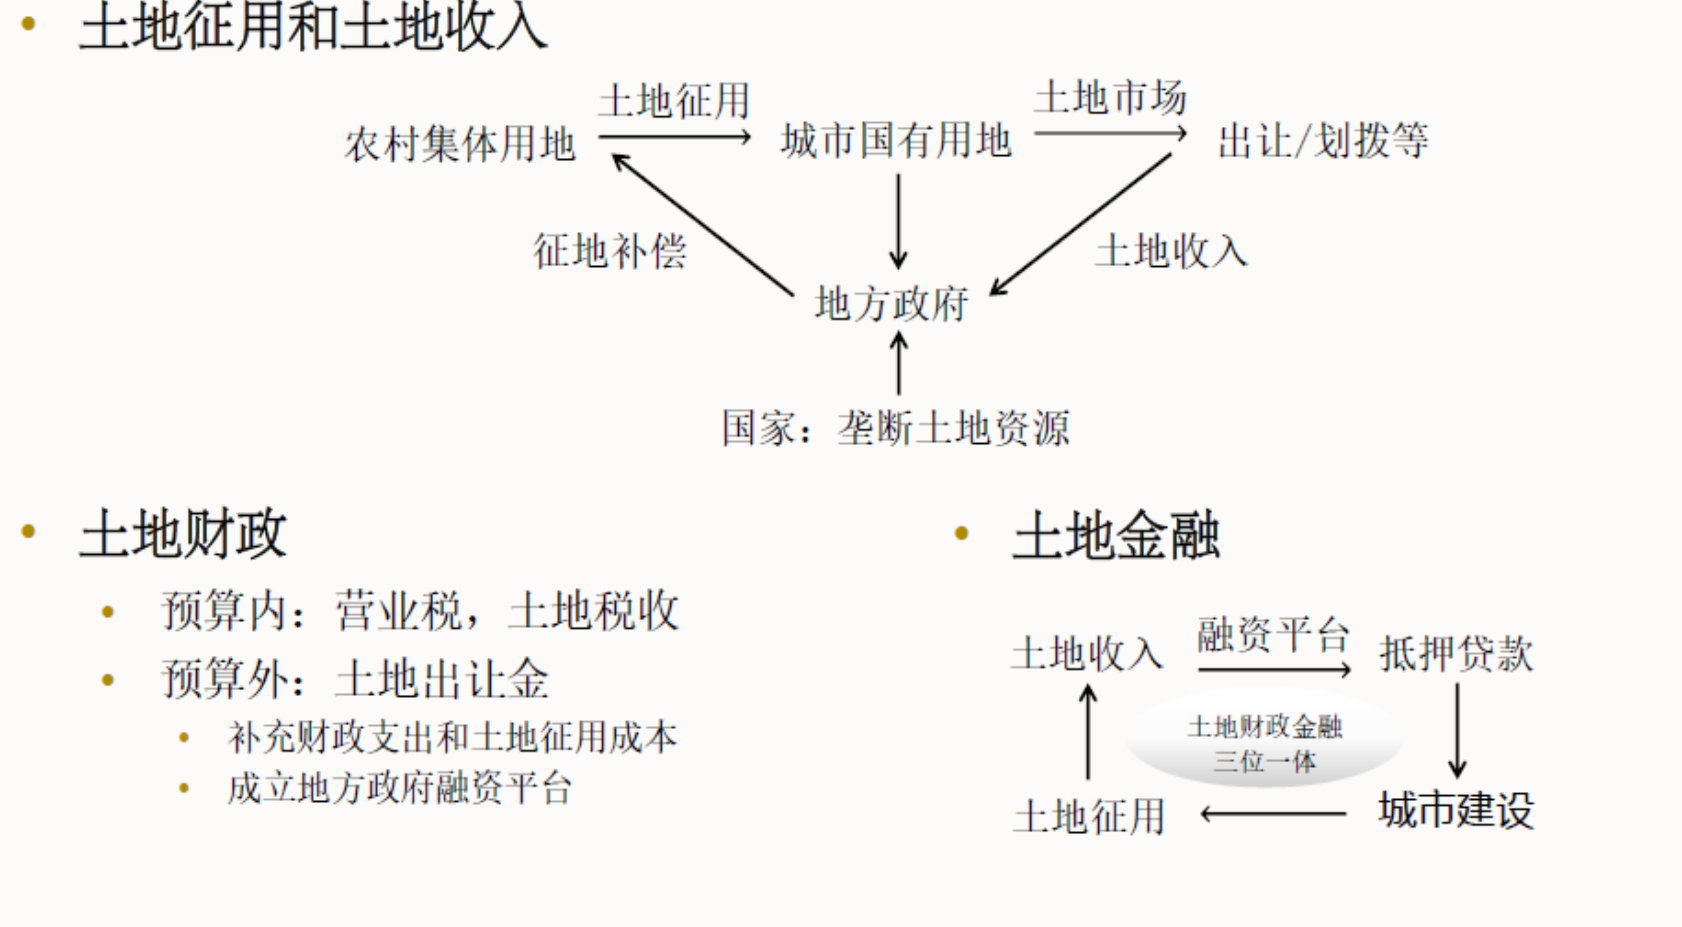 土地征用和土地收入
土地征用
土地市场
农村集体用地
城市国有用地
出让/划拨等
征地补偿
土地收入
地方政府
国家：垄断土地资源
土地财政
预算内：营业税，土地税收
预算外：土地出让金
补充财政支出和土地征用成本
成立地方政府融资平台
土地金融
土地收入
融资平台
抵押贷款
土地财政金融
三位一体
土地征用
城市建设